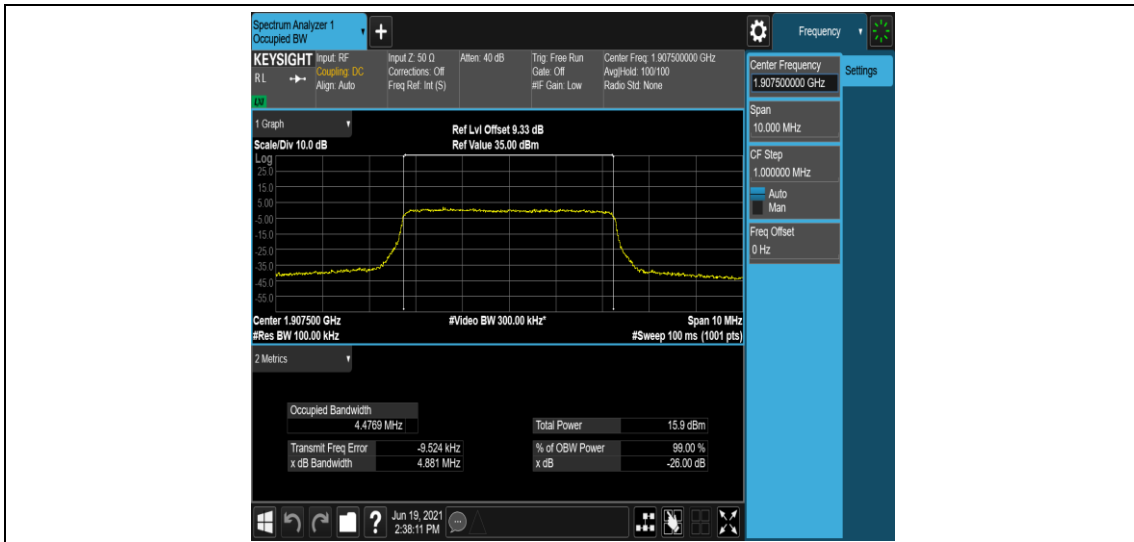 Spectrum Analyzer 1
Occupied BW
+
Frequency
KEYSIGHT
RL
LXI
Input: RF
Coupling: DC
Align: Auto
Input Z: 50 Ω
Corrections: Off
Freq Ref: Int (S)
Atten: 40 dB
Trig: Free Run
Gate: Off
#IF Gain: Low
Center Freq: 1.907500000 GHz
Avg|Hold: 100/100
Radio Std: None
Center Frequency
1.907500000 GHz
Settings
Span
10.000 MHz
CF Step
1.000000 MHz
Auto
Man
Freq Offset
0 Hz
1 Graph
Scale/Div 10.0 dB
Ref Lvl Offset 9.33 dB
Ref Value 35.00 dBm
Log
25.0
15.0
5.00
-5.00
-15.0
-25.0
-35.0
-45.0
-55.0
Center 1.907500 GHz
#Video BW 300.00 kHz*
Span 10 MHz
#Res BW 100.00 kHz
#Sweep 100 ms (1001 pts)
2 Metrics
Occupied Bandwidth
4.4769 MHz
Total Power 15.9 dBm
Transmit Freq Error -9.524 kHz
% of OBW Power 99.00 %
x dB Bandwidth 4.881 MHz
x dB -26.00 dB
?
Jun 19, 2021
2:38:11 PM